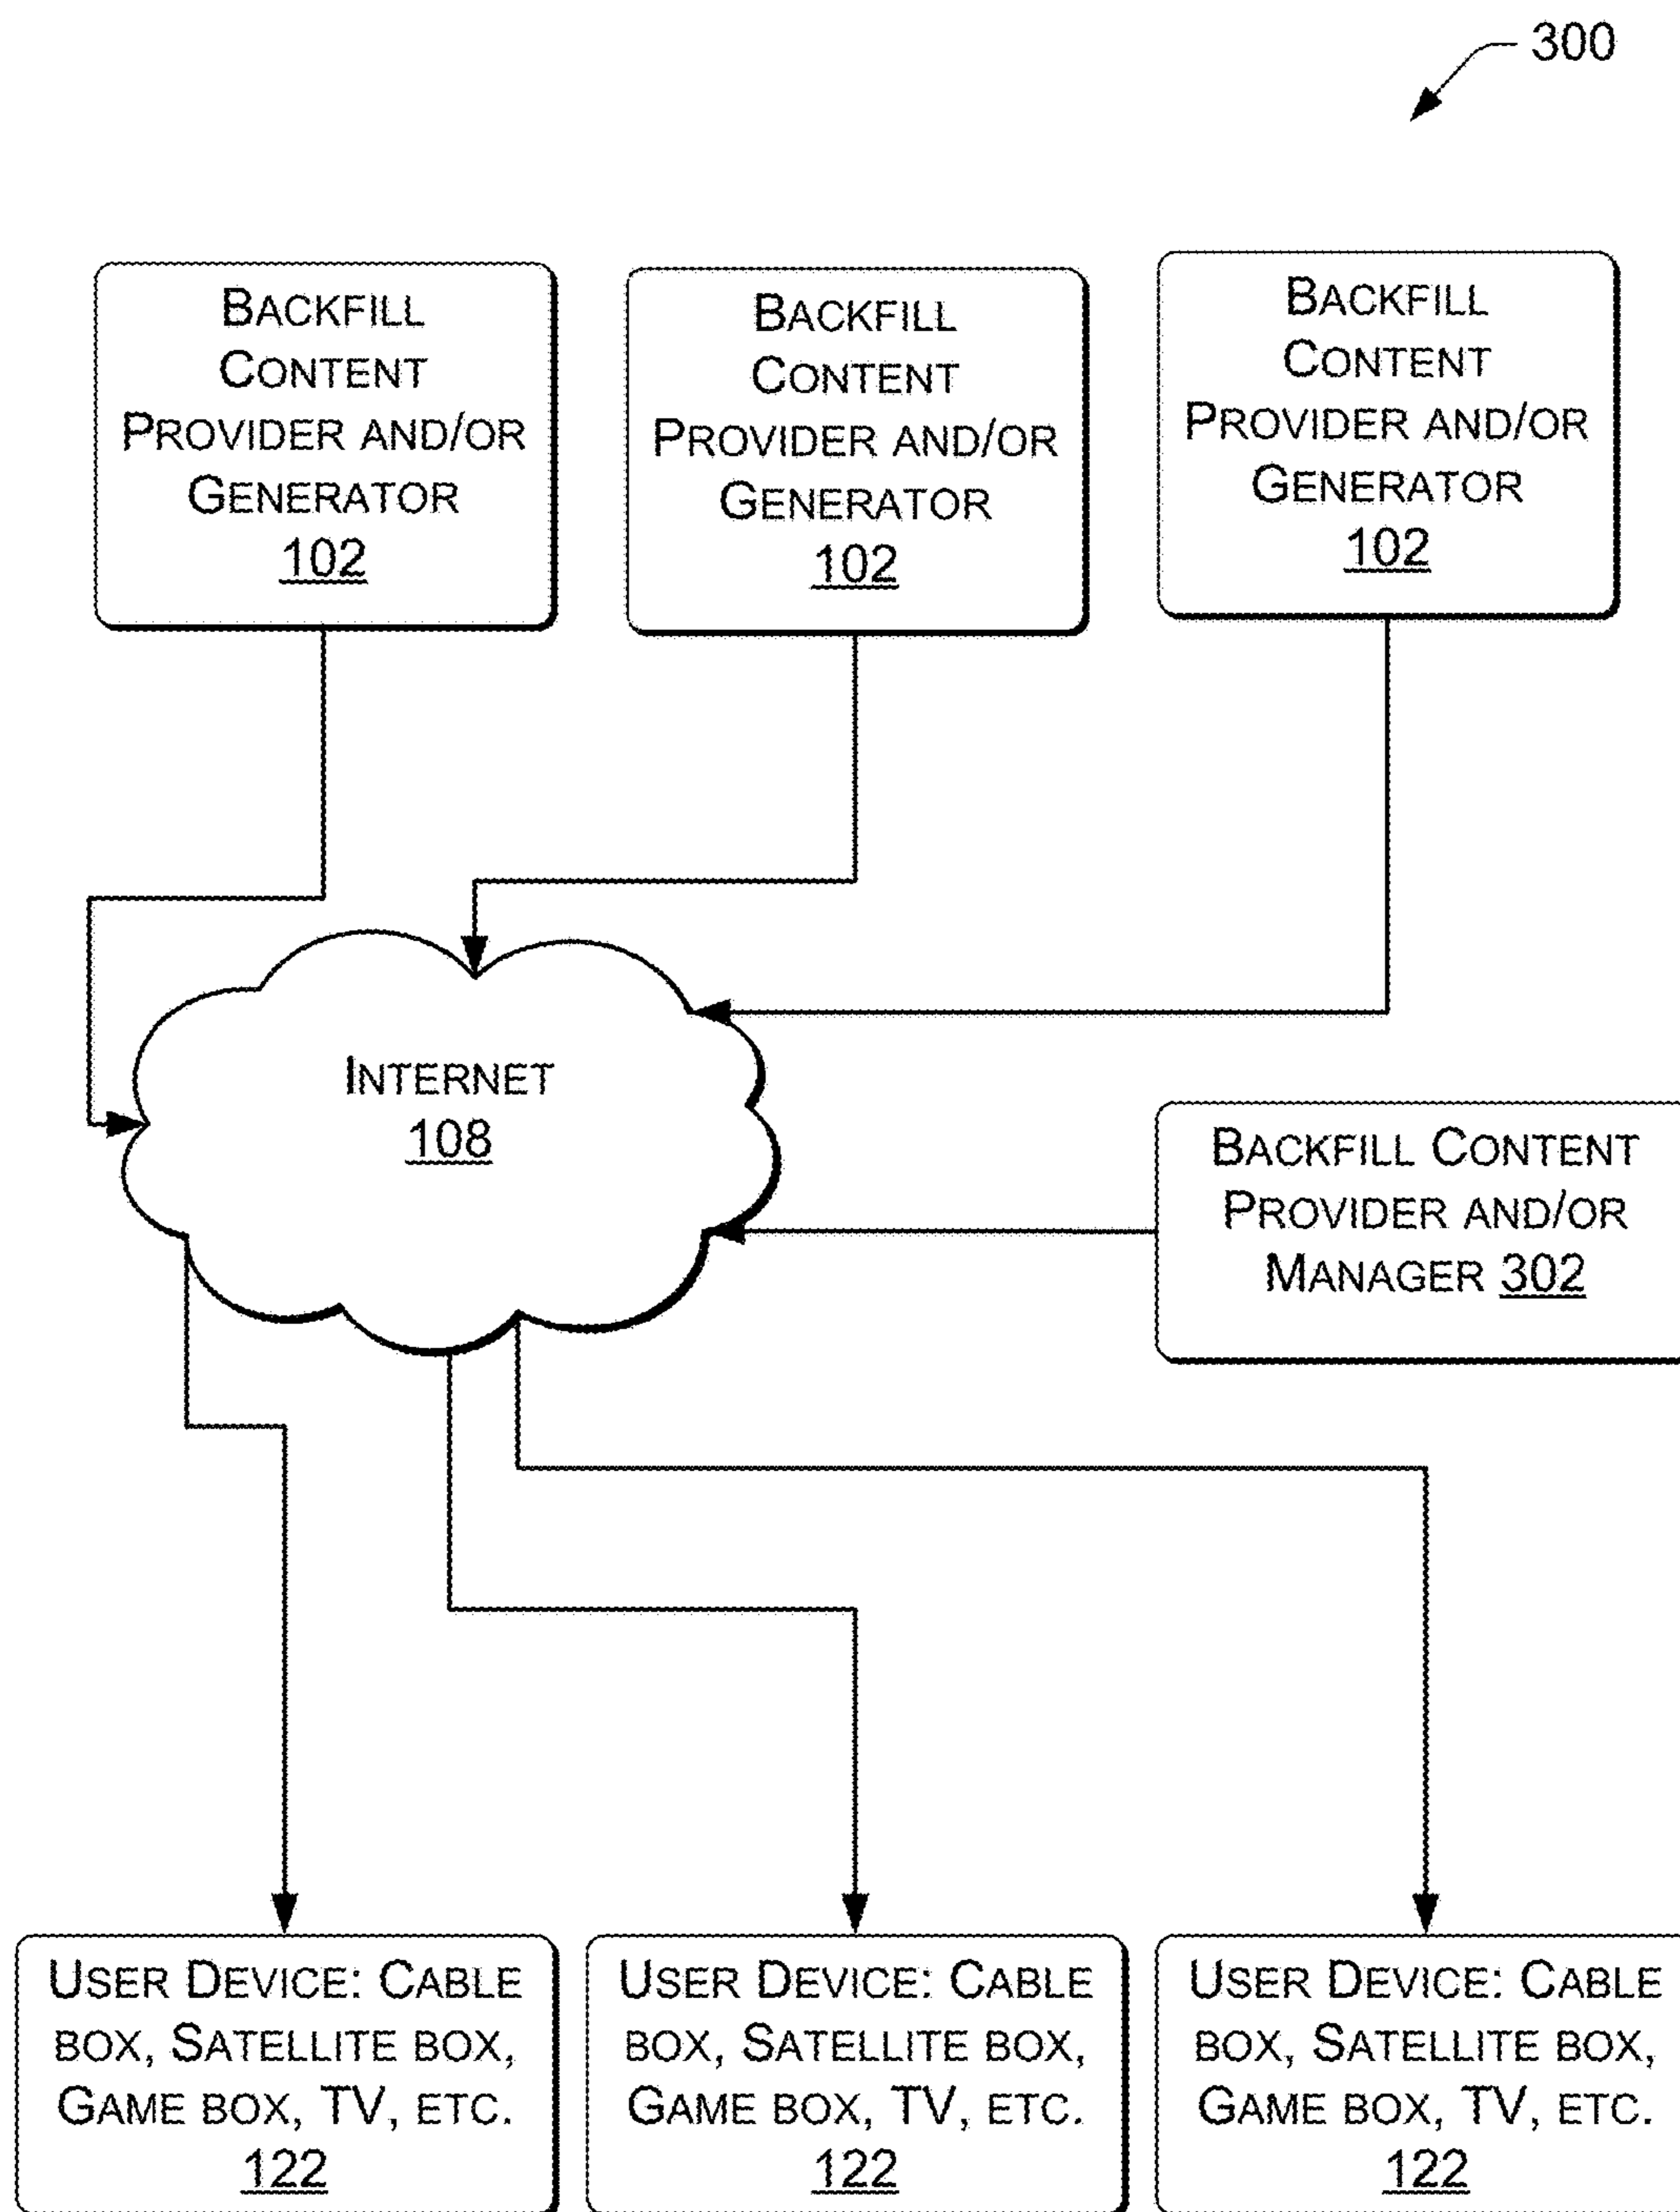 300
BACKFILL
CONTENT
PROVIDER AND/OR
GENERATOR
102
BACKFILL
CONTENT
PROVIDER AND/OR
GENERATOR
102
BACKFILL
CONTENT
PROVIDER AND/OR
GENERATOR
102
INTERNET
108
BACKFILL CONTENT
PROVIDER AND/OR
MANAGER 302
USER DEVICE: CABLE
BOX, SATELLITE BOX,
GAME BOX, TV, ETC.
122
USER DEVICE: CABLE
BOX, SATELLITE BOX,
GAME BOX, TV, ETC.
122
USER DEVICE: CABLE
BOX, SATELLITE BOX,
GAME BOX, TV, ETC.
122